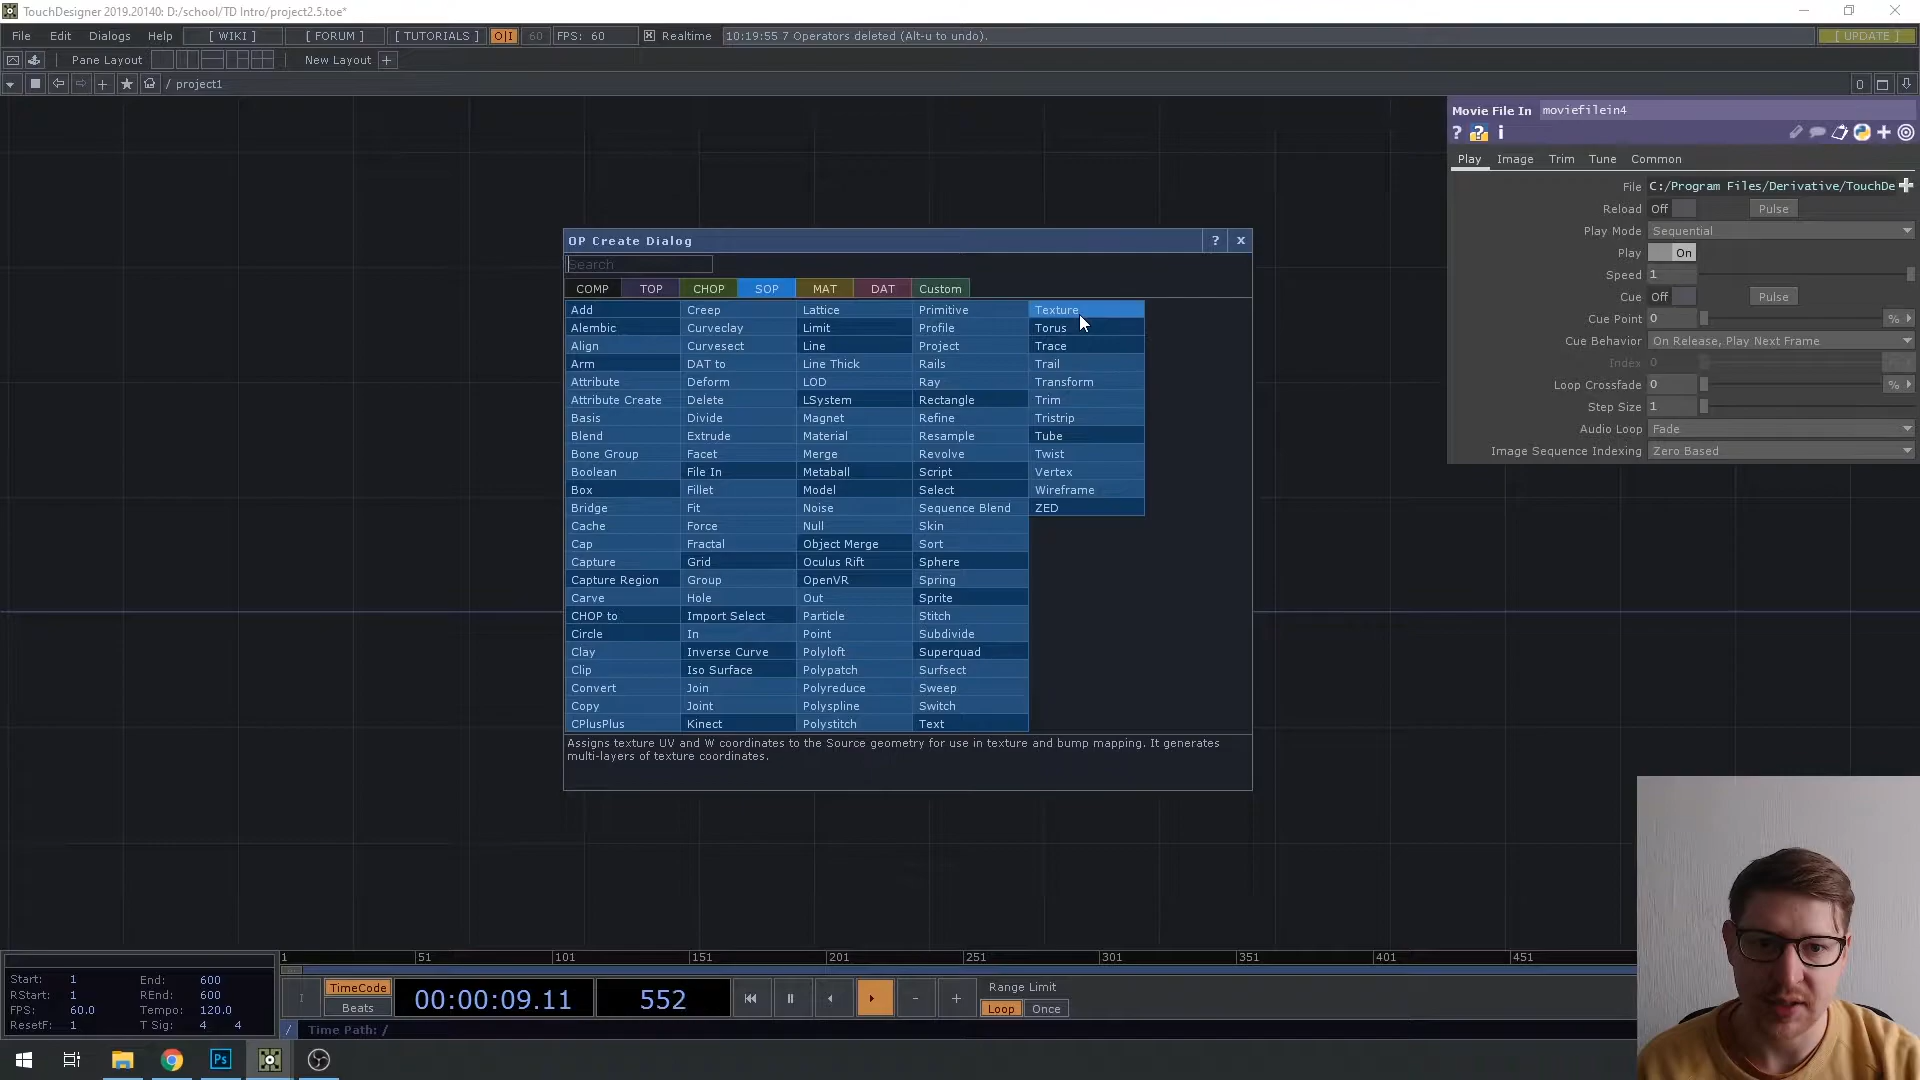 TouchDesigner 2019.20140: D:/school/TD Intro/project2.5.toe*
File Edit Dialogs Help [ WIKI ] [ FORUM ] [ TUTORIALS ] O|I 60 FPS: 60 Realtime 10:19:55 7 Operators deleted (Alt-u to undo). [ UPDATE ]
Pane Layout New Layout +
/ project1 0
Movie File In moviefilein4
? ? i
Play Image Trim Tune Common
File C:/Program Files/Derivative/TouchDe
Reload Off Pulse
Play Mode Sequential
Play On
Speed 1
Cue Off Pulse
Cue Point 0 %
Cue Behavior On Release, Play Next Frame
Index 0
Loop Crossfade 0 %
Step Size 1
Audio Loop Fade
Image Sequence Indexing Zero Based
OP Create Dialog ? x
Search
COMP TOP CHOP SOP MAT DAT Custom
Add Creep Lattice Primitive Texture
Alembic Curveclay Limit Profile Torus
Align Curvesect Line Project Trace
Arm DAT to Line Thick Rails Trail
Attribute Deform LOD Ray Transform
Attribute Create Delete LSystem Rectangle Trim
Basis Divide Magnet Refine Tristrip
Blend Extrude Material Resample Tube
Bone Group Facet Merge Revolve Twist
Boolean File In Metaball Script Vertex
Box Fillet Model Select Wireframe
Bridge Fit Noise Sequence Blend ZED
Cache Force Null Skin
Cap Fractal Object Merge Sort
Capture Grid Oculus Rift Sphere
Capture Region Group OpenVR Spring
Carve Hole Out Sprite
CHOP to Import Select Particle Stitch
Circle In Point Subdivide
Clay Inverse Curve Polyloft Superquad
Clip Iso Surface Polypatch Surfsect
Convert Join Polyreduce Sweep
Copy Joint Polyspline Switch
CPlusPlus Kinect Polystitch Text
Assigns texture UV and W coordinates to the Source geometry for use in texture and bump mapping. It generates
multi-layers of texture coordinates.
1 51 101 151 201 251 301 351 401 451
Start: 1 End: 600
RStart: 1 REnd: 600
FPS: 60.0 Tempo: 120.0
ResetF: 1 T Sig: 4 4
TimeCode
Beats
00:00:09.11 552
- +
Range Limit
Loop Once
/ Time Path: /
Ps